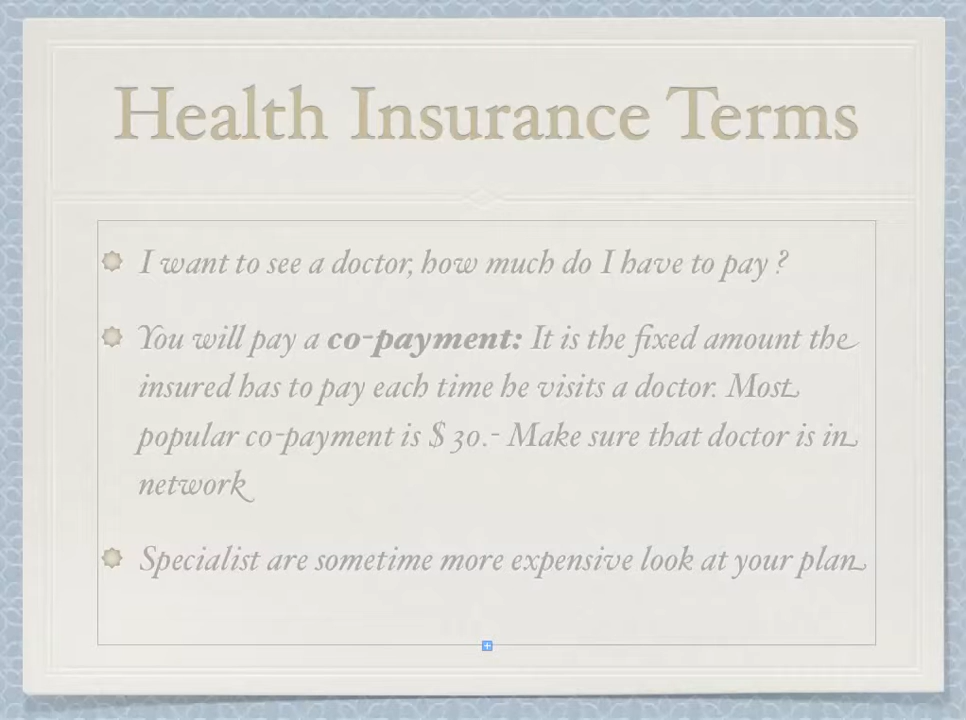 Health Insurance Terms
I want to see a doctor, how much do I have to pay ?
You will pay a co-payment: It is the fixed amount the
insured has to pay each time he visits a doctor. Most
popular co-payment is $ 30.- Make sure that doctor is in
network
Specialist are sometime more expensive look at your plan